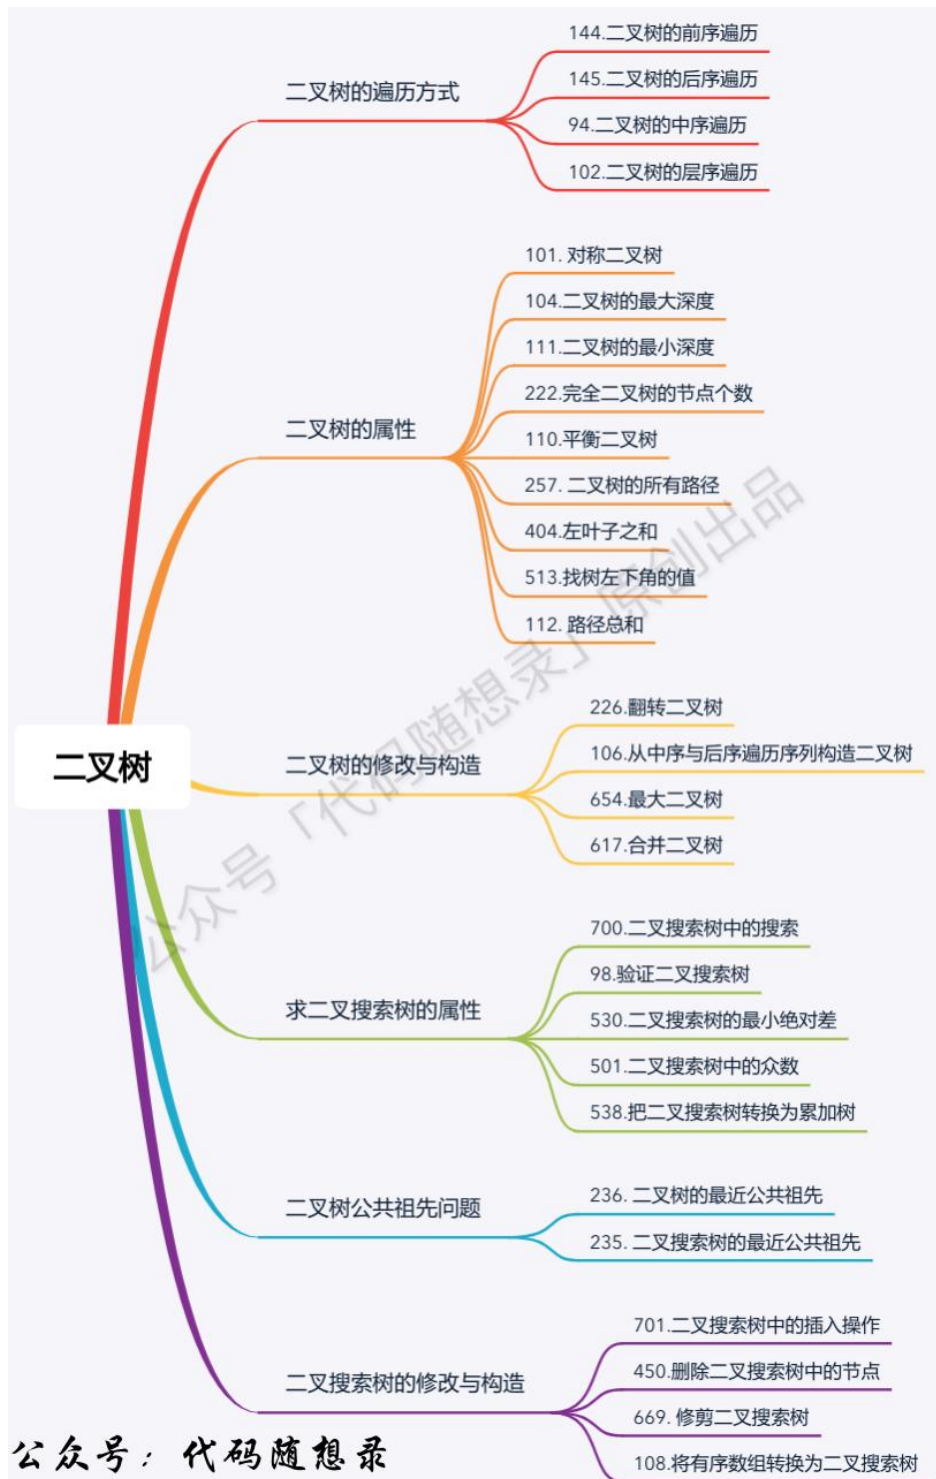 二叉树
二叉树的遍历方式
144.二叉树的前序遍历
145.二叉树的后序遍历
94.二叉树的中序遍历
102.二叉树的层序遍历
二叉树的属性
101. 对称二叉树
104.二叉树的最大深度
111.二叉树的最小深度
222.完全二叉树的节点个数
110.平衡二叉树
257. 二叉树的所有路径
404.左叶子之和
513.找树左下角的值
112. 路径总和
二叉树的修改与构造
226.翻转二叉树
106.从中序与后序遍历序列构造二叉树
654.最大二叉树
617.合并二叉树
求二叉搜索树的属性
700.二叉搜索树中的搜索
98.验证二叉搜索树
530.二叉搜索树的最小绝对差
501.二叉搜索树中的众数
538.把二叉搜索树转换为累加树
二叉树公共祖先问题
236. 二叉树的最近公共祖先
235. 二叉搜索树的最近公共祖先
二叉搜索树的修改与构造
701.二叉搜索树中的插入操作
450.删除二叉搜索树中的节点
669. 修剪二叉搜索树
108.将有序数组转换为二叉搜索树
公众号「代码随想录」原创出品
公众号：代码随想录